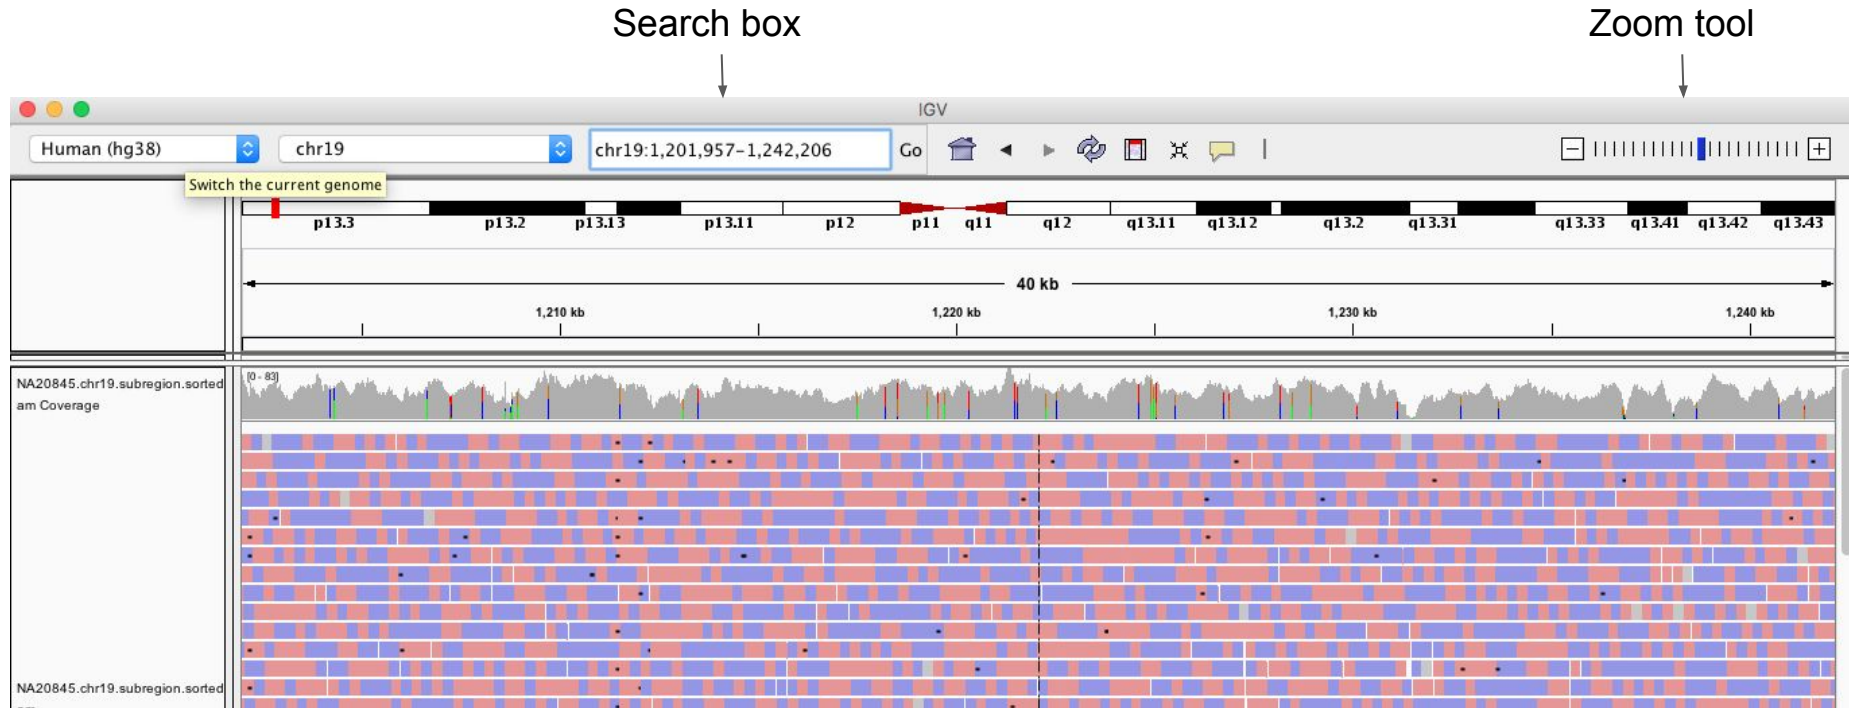 Search box
Zoom tool
IGV
Human (hg38)
chr19
chr19:1,201,957-1,242,206
Go
Switch the current genome
p13.3 p13.2 p13.13 p13.11 p12 p11 q11 q12 q13.11 q13.12 q13.2 q13.31 q13.33 q13.41 q13.42 q13.43
40 kb
1,210 kb 1,220 kb 1,230 kb 1,240 kb
NA20845.chr19.subregion.sorted
am Coverage
[0 - 83]
NA20845.chr19.subregion.sorted